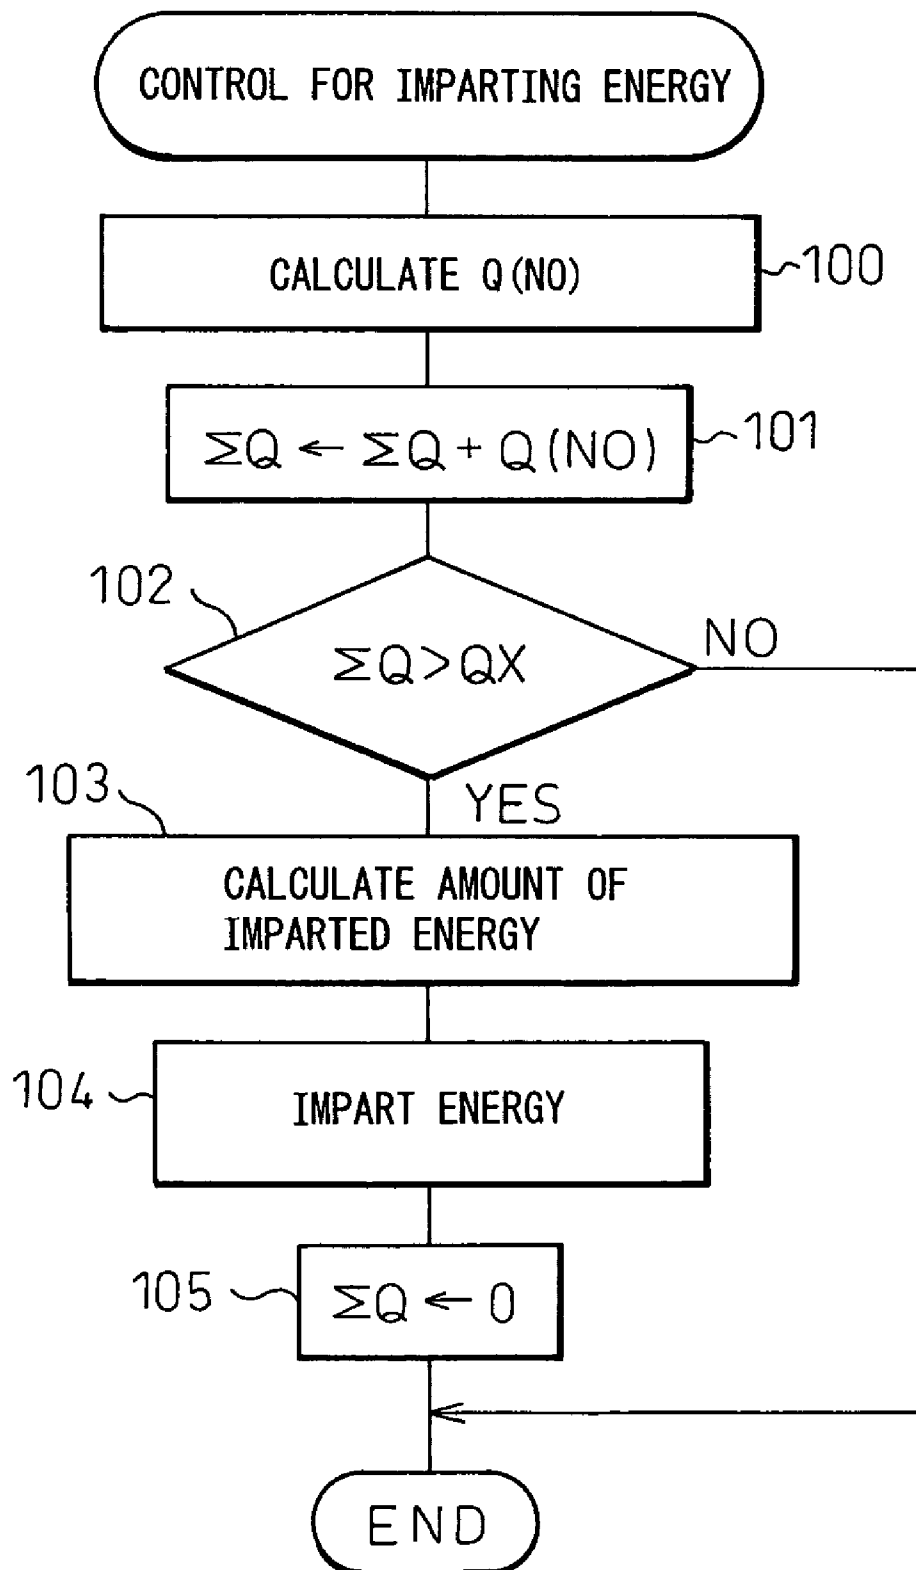 CONTROL FOR IMPARTING ENERGY
CALCULATE Q(NO)
100
ΣQ ← ΣQ + Q(NO)
101
102
ΣQ>QX
NO
YES
103
CALCULATE AMOUNT OF
IMPARTED ENERGY
104
IMPART ENERGY
105
ΣQ ← 0
END